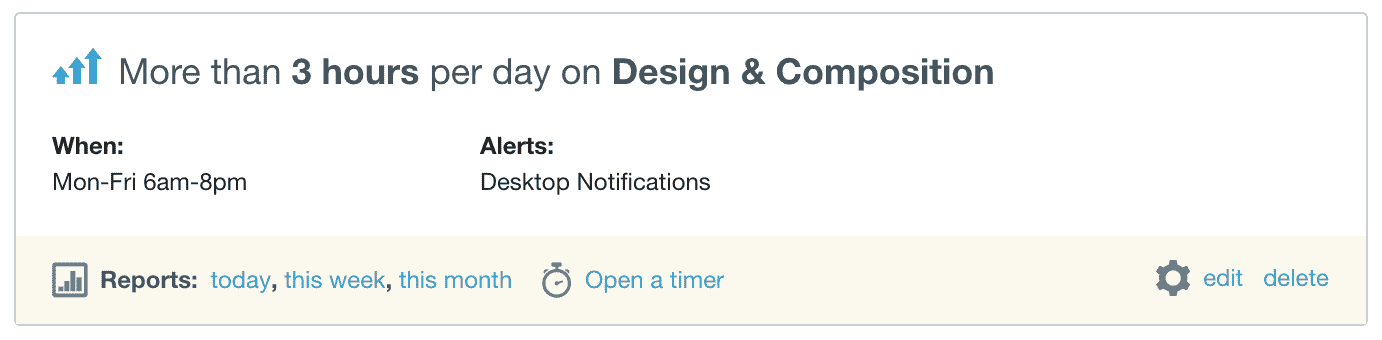 More than 3 hours per day on Design & Composition
When: Alerts:
Mon-Fri 6am-8pm Desktop Notifications
Reports: today, this week, this month Open a timer edit delete